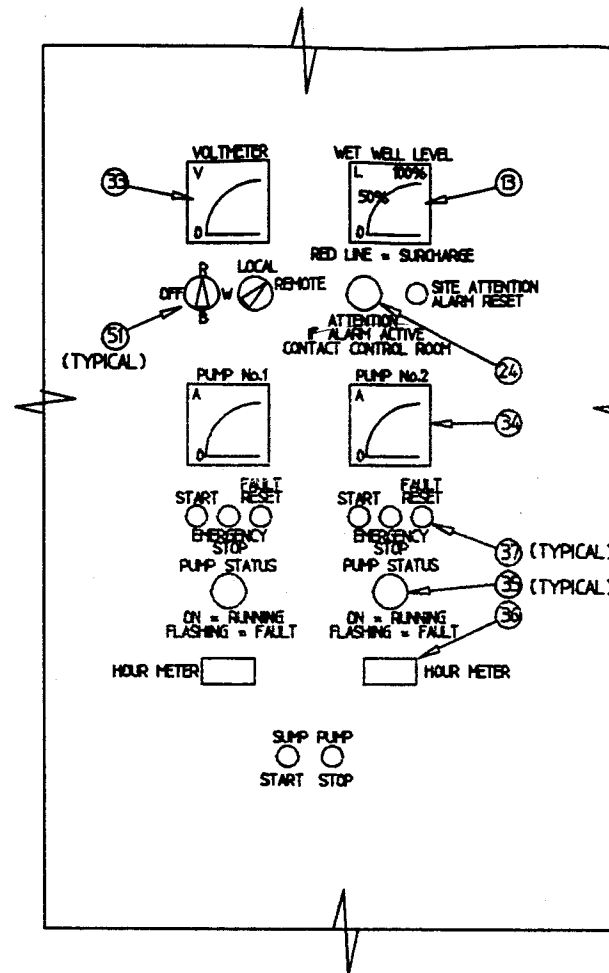 VOLTMETER WET WELL LEVEL
33 V L 100% 13
50%
0 0
RED LINE = SURCHARGE
R LOCAL
OFF W REMOTE SITE ATTENTION
B ALARM RESET
51 ATTENTION
(TYPICAL) IF ALARM ACTIVE
CONTACT CONTROL ROOM 24
PUMP No.1 PUMP No.2
A A 34
0 0
START FAULT RESET START FAULT RESET
EMERGENCY STOP EMERGENCY STOP
37 (TYPICAL)
PUMP STATUS PUMP STATUS
35 (TYPICAL)
ON = RUNNING ON = RUNNING
FLASHING = FAULT FLASHING = FAULT
36
HOUR METER HOUR METER
SUMP PUMP
START STOP